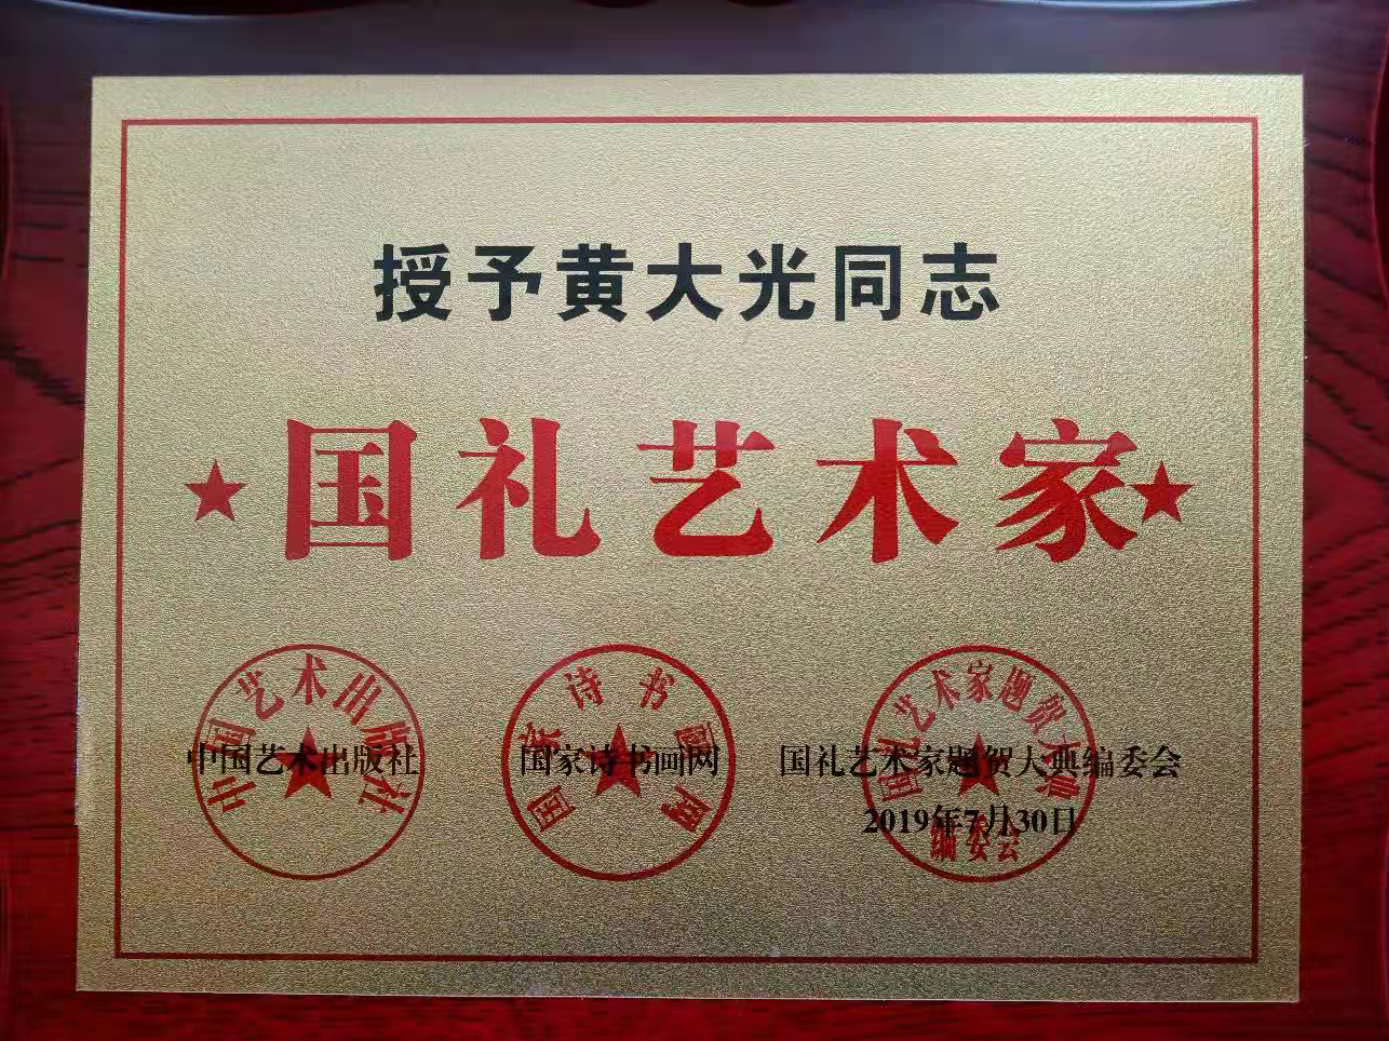 授予黄大光同志
国礼艺术家
中国艺术出版社
国家诗书画网
国礼艺术家题贺大典编委会
2019年7月30日
中国艺术出版社
国家诗书画网
国礼艺术家题贺大典
编委会